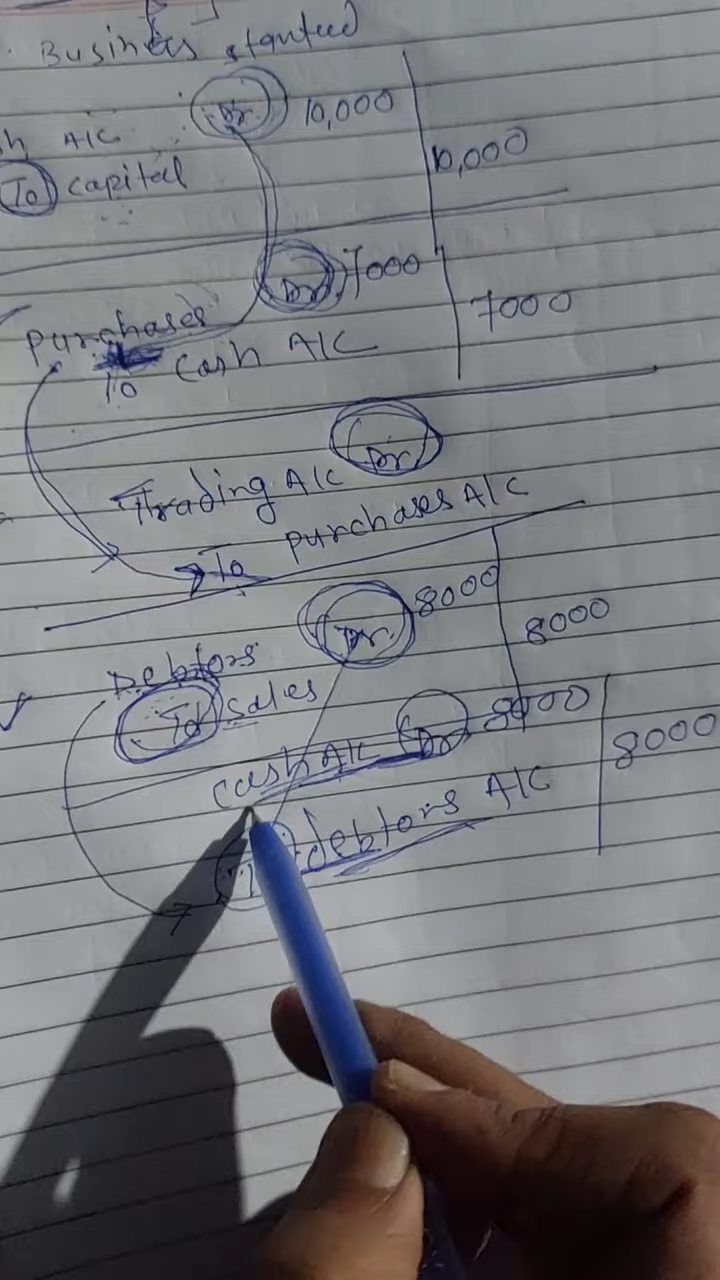 Business stanted
h A/C Dr. 10,000
To capital 10,000
Purchases Dr. 7000
To Cash A/C 7000
Trading A/C Dr
To purchases A/C
Debtors Dr. 8000
To Sales 8000
Cash A/C Dr 8000
debtors A/C 8000